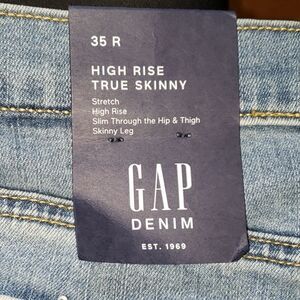 35 R
HIGH RISE
TRUE SKINNY
Stretch
High Rise
Slim Through the Hip & Thigh
Skinny Leg
GAP
DENIM
EST. 1969